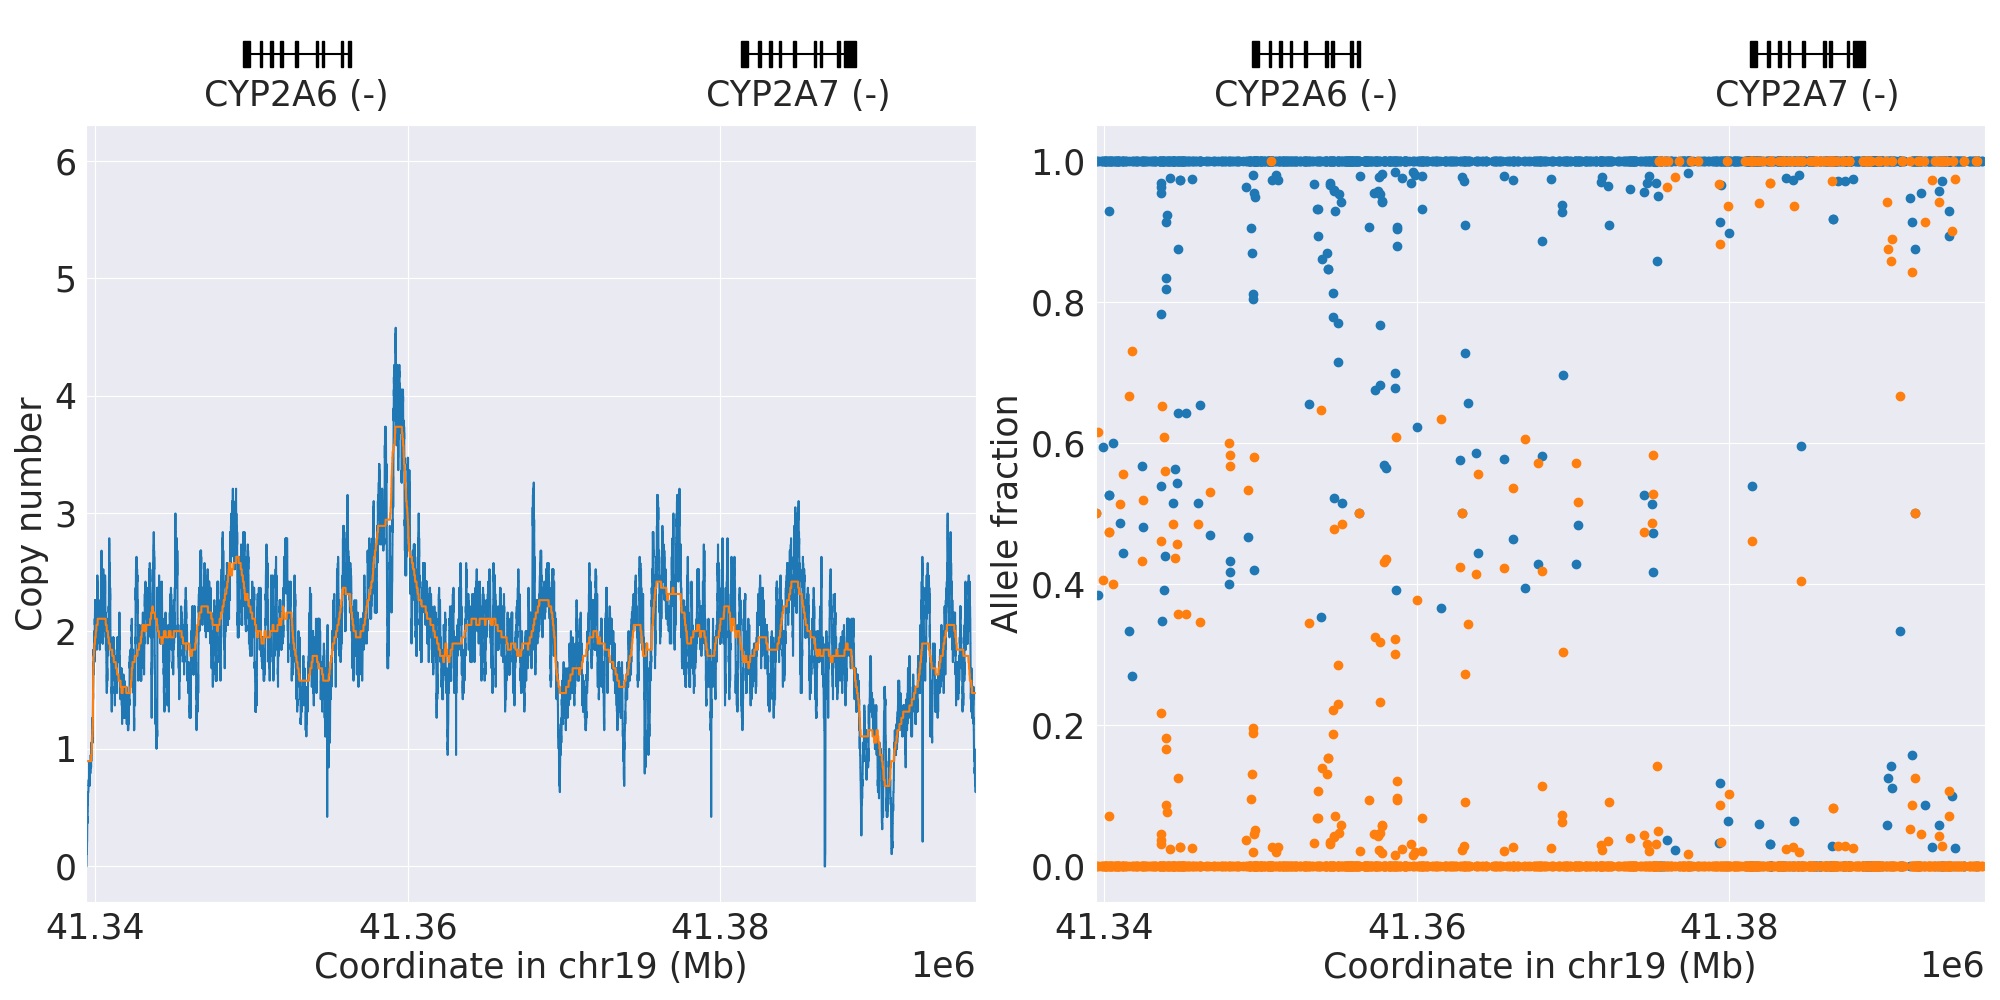 CYP2A6 (-) CYP2A7 (-)
6
5
4
3
2
1
0
Copy number
41.34 41.36 41.38
Coordinate in chr19 (Mb) 1e6
CYP2A6 (-) CYP2A7 (-)
1.0
0.8
0.6
0.4
0.2
0.0
Allele fraction
41.34 41.36 41.38
Coordinate in chr19 (Mb) 1e6